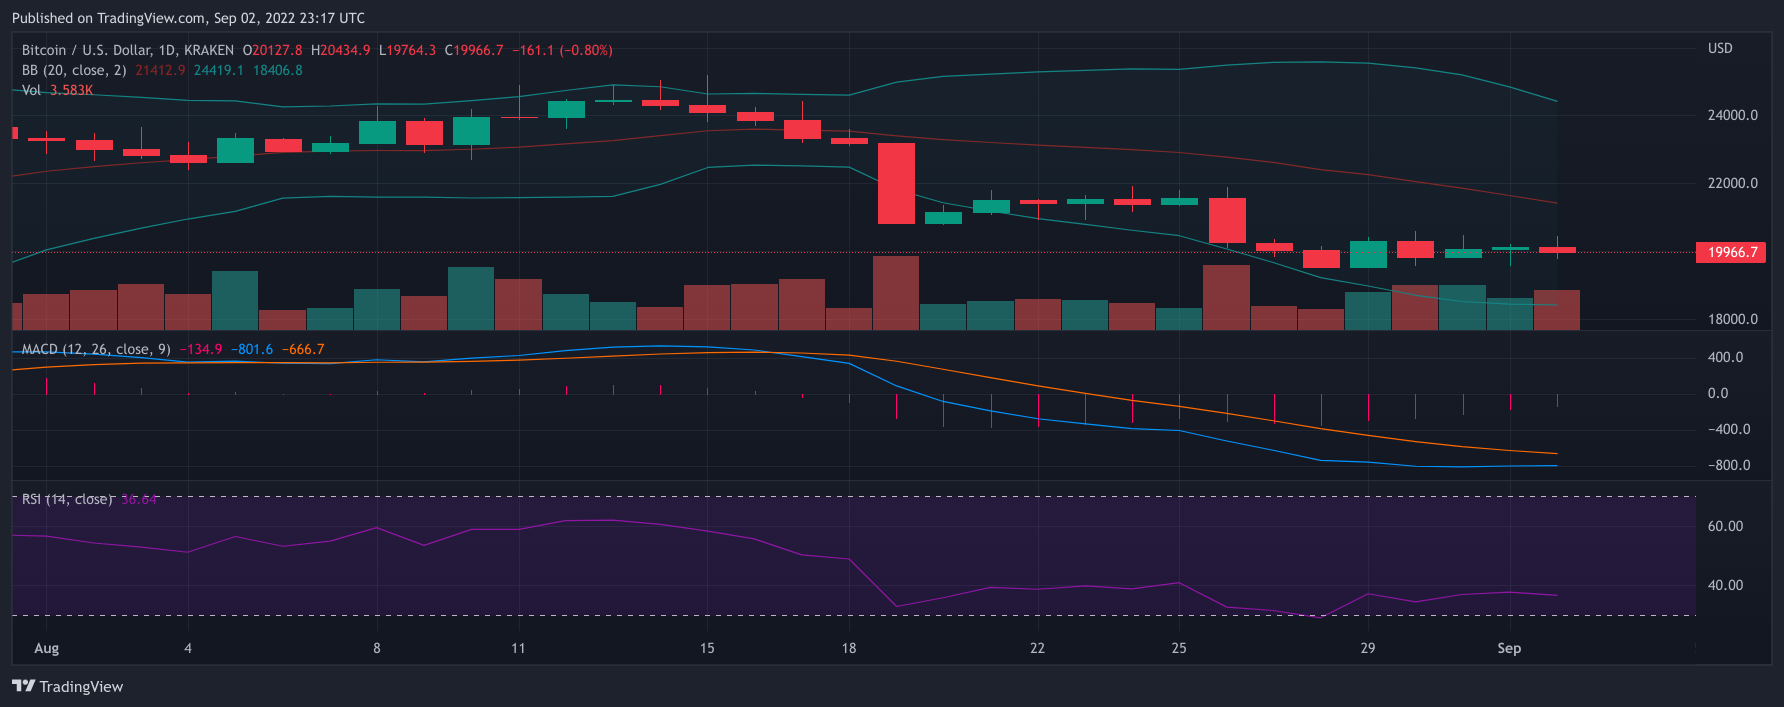 Published on TradingView.com, Sep 02, 2022 23:17 UTC
Bitcoin / U.S. Dollar, 1D, KRAKEN O20127.8 H20434.9 L19764.3 C19966.7 −161.1 (−0.80%)
USD
BB (20, close, 2) 21412.9 24419.1 18406.8
Vol 3.583K
24000.0
22000.0
19966.7
18000.0
MACD (12, 26, close, 9) −134.9 −801.6 −666.7
400.0
0.0
−400.0
−800.0
RSI (14, close) 36.64
60.00
40.00
Aug 4 8 11 15 18 22 25 29 Sep
TradingView